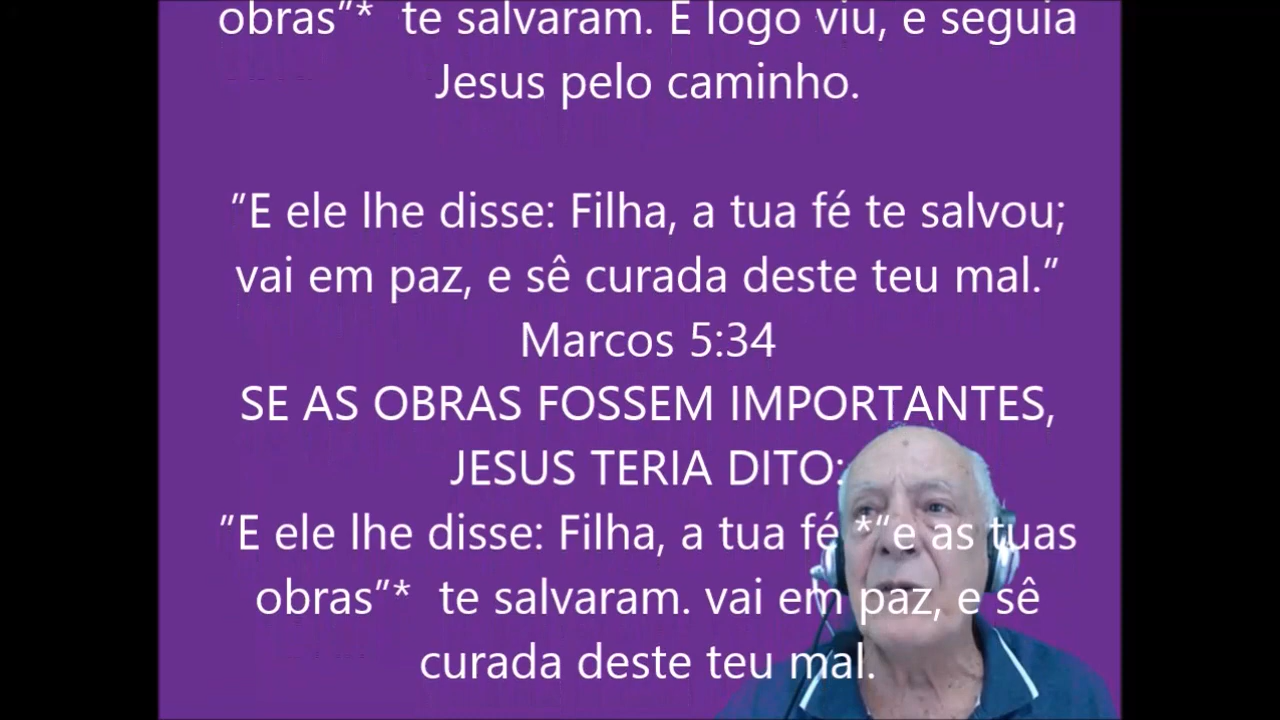 obras”* te salvaram. E logo viu, e seguia
Jesus pelo caminho.
”E ele lhe disse: Filha, a tua fé te salvou;
vai em paz, e sê curada deste teu mal.”
Marcos 5:34
SE AS OBRAS FOSSEM IMPORTANTES,
JESUS TERIA DITO:
”E ele lhe disse: Filha, a tua fé *“e as tuas
obras”* te salvaram. vai em paz, e sê
curada deste teu mal.